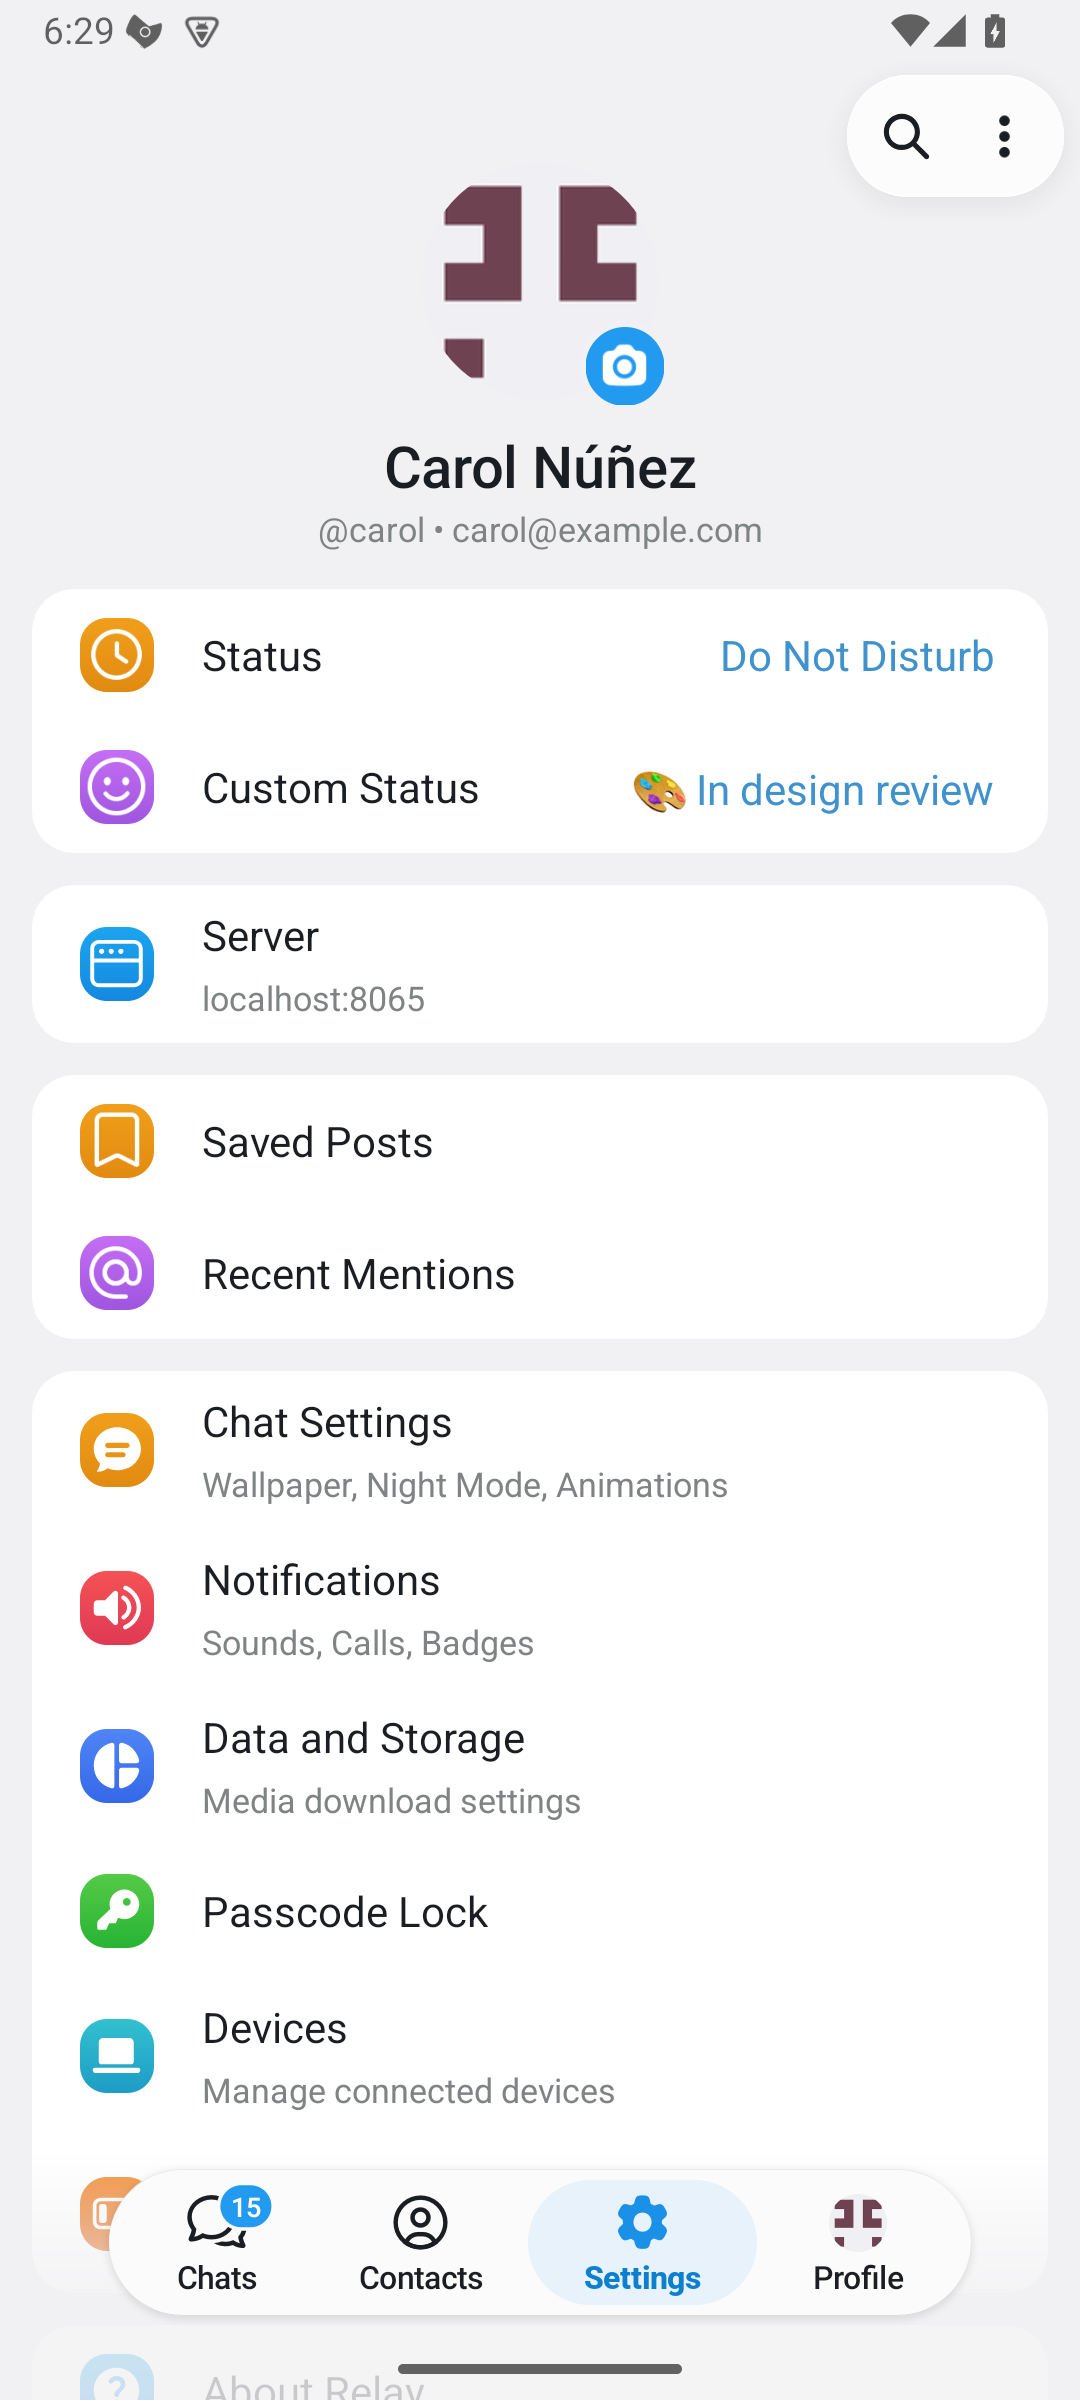 6:29
Carol Núñez
@carol • carol@example.com
Status
Do Not Disturb
Custom Status
🎨 In design review
Server
localhost:8065
Saved Posts
Recent Mentions
Chat Settings
Wallpaper, Night Mode, Animations
Notifications
Sounds, Calls, Badges
Data and Storage
Media download settings
Passcode Lock
Devices
Manage connected devices
15
Chats
Contacts
Settings
Profile
About Relay